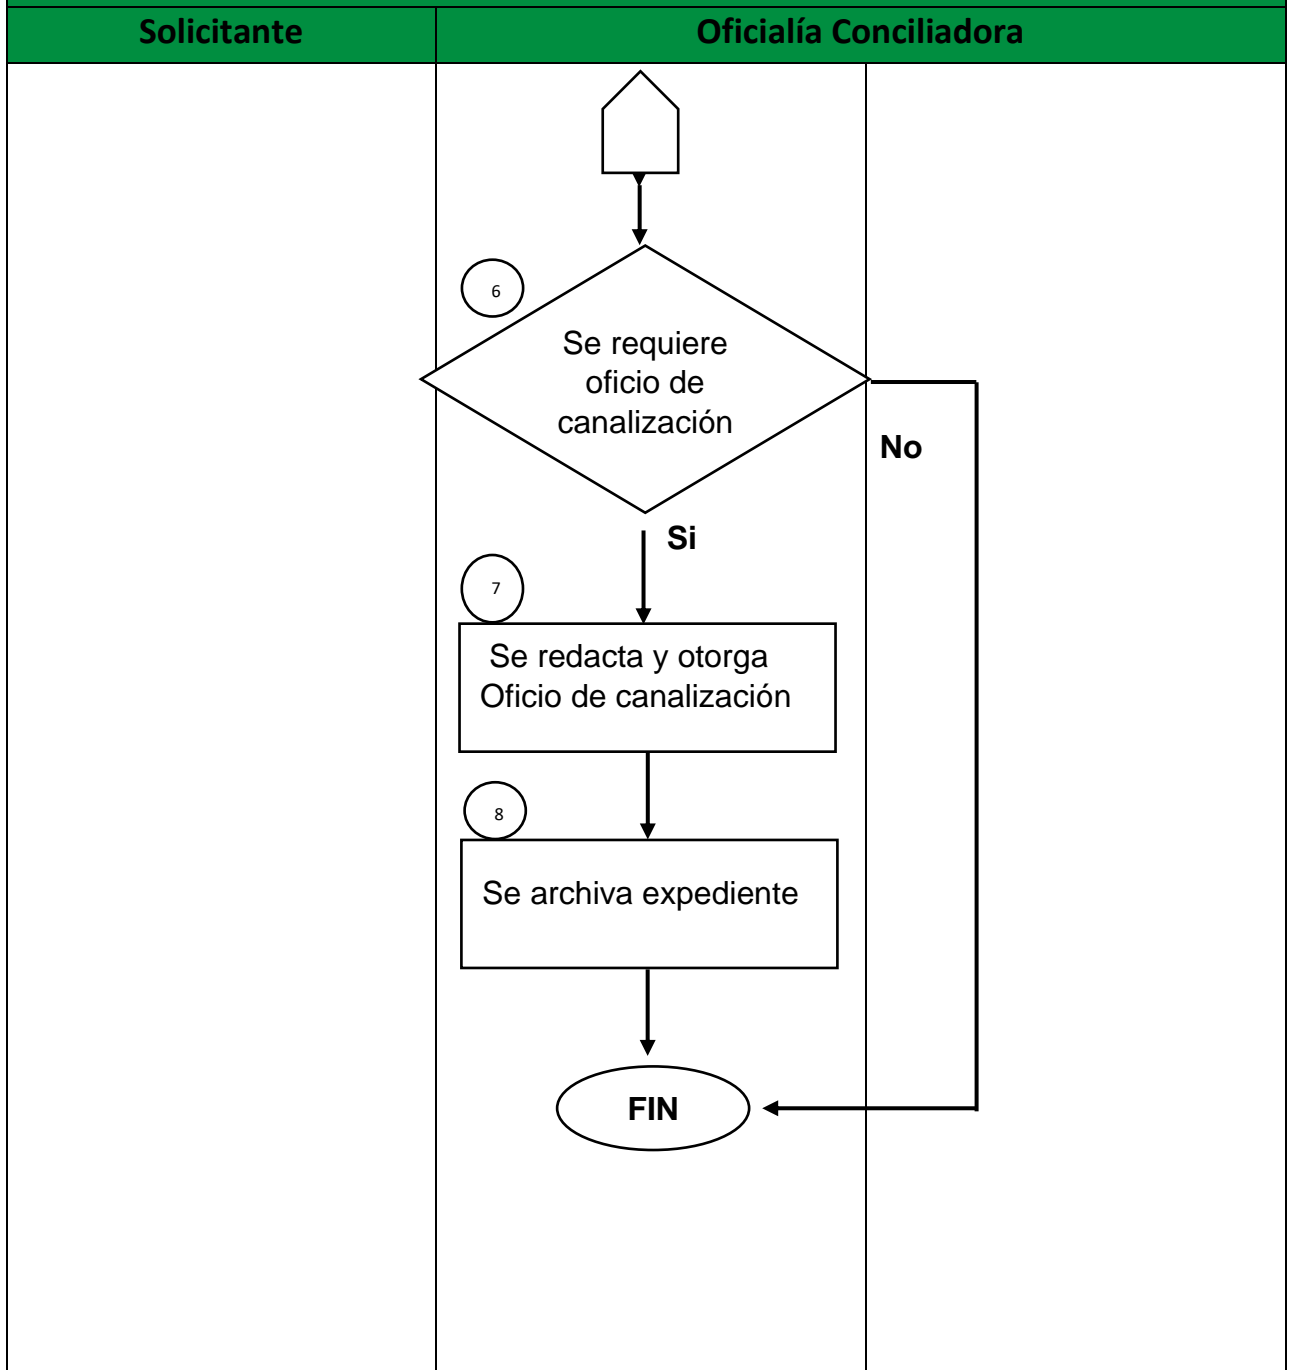 Solicitante
Oficialía Conciliadora
6
Se requiere
oficio de
canalización
No
Si
7
Se redacta y otorga
Oficio de canalización
8
Se archiva expediente
FIN